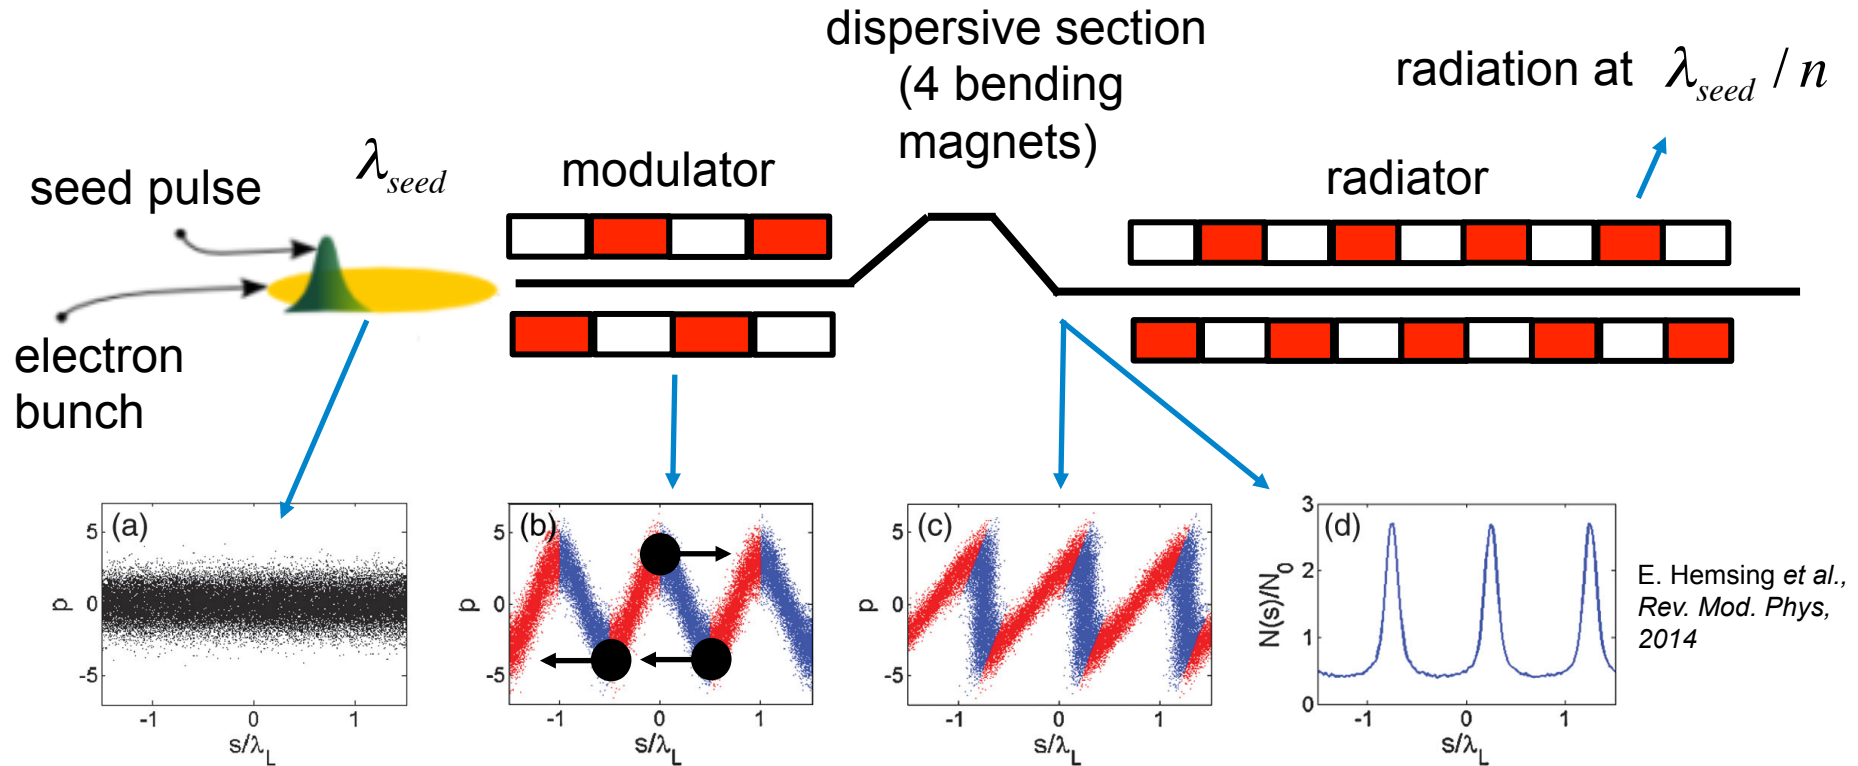 dispersive section
(4 bending
magnets)
radiation at λseed / n
seed pulse
λseed
modulator
radiator
electron
bunch
(a)
5
0
-5
p
-1
0
1
s/λL
(b)
5
0
-5
p
-1
0
1
s/λL
(c)
5
0
-5
p
-1
0
1
s/λL
(d)
3
2
1
0
N(s)/N0
-1
0
1
s/λL
E. Hemsing et al.,
Rev. Mod. Phys,
2014